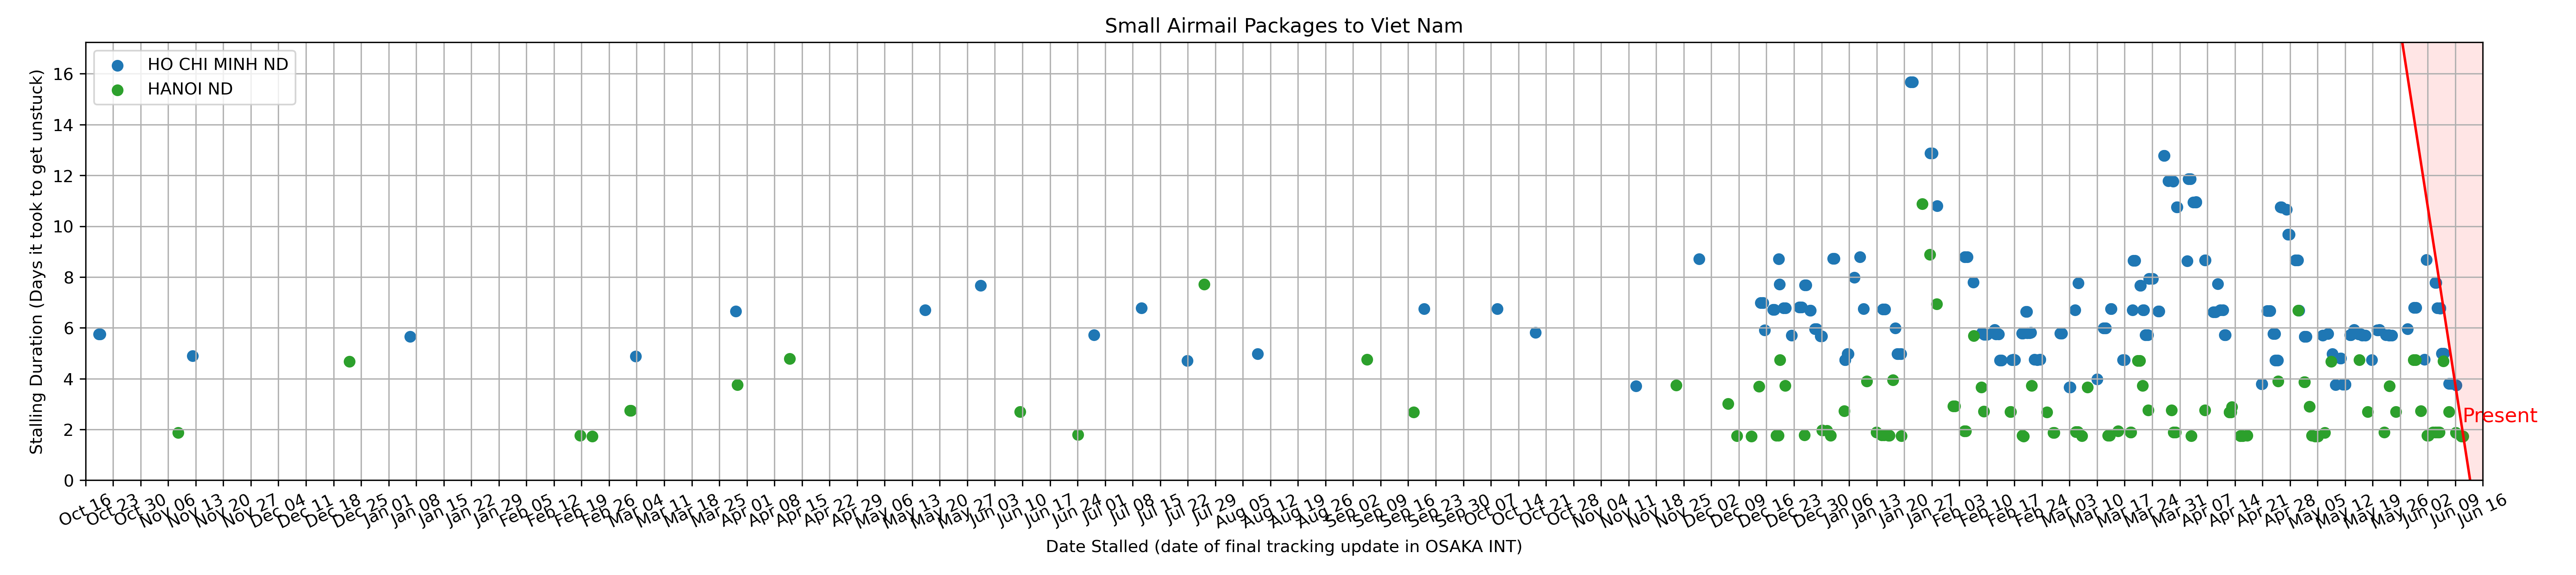 Small Airmail Packages to Viet Nam
HO CHI MINH ND
HANOI ND
Stalling Duration (Days it took to get unstuck)
16
14
12
10
8
6
4
2
0
Present
Oct 16 Oct 23 Oct 30 Nov 06 Nov 13 Nov 20 Nov 27 Dec 04 Dec 11 Dec 18 Dec 25 Jan 01 Jan 08 Jan 15 Jan 22 Jan 29 Feb 05 Feb 12 Feb 19 Feb 26 Mar 04 Mar 11 Mar 18 Mar 25 Apr 01 Apr 08 Apr 15 Apr 22 Apr 29 May 06 May 13 May 20 May 27 Jun 03 Jun 10 Jun 17 Jun 24 Jul 01 Jul 08 Jul 15 Jul 22 Jul 29 Aug 05 Aug 12 Aug 19 Aug 26 Sep 02 Sep 09 Sep 16 Sep 23 Sep 30 Oct 07 Oct 14 Oct 21 Oct 28 Nov 04 Nov 11 Nov 18 Nov 25 Dec 02 Dec 09 Dec 16 Dec 23 Dec 30 Jan 06 Jan 13 Jan 20 Jan 27 Feb 03 Feb 10 Feb 17 Feb 24 Mar 03 Mar 10 Mar 17 Mar 24 Mar 31 Apr 07 Apr 14 Apr 21 Apr 28 May 05 May 12 May 19 May 26 Jun 02 Jun 09 Jun 16
Date Stalled (date of final tracking update in OSAKA INT)